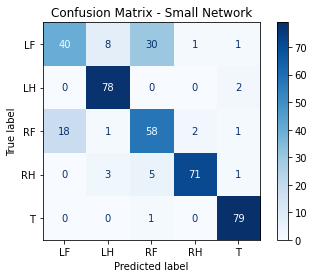 Confusion Matrix - Small Network
True label
LF 40 8 30 1 1
LH 0 78 0 0 2
RF 18 1 58 2 1
RH 0 3 5 71 1
T 0 0 1 0 79
LF LH RF RH T
Predicted label
70
60
50
40
30
20
10
0